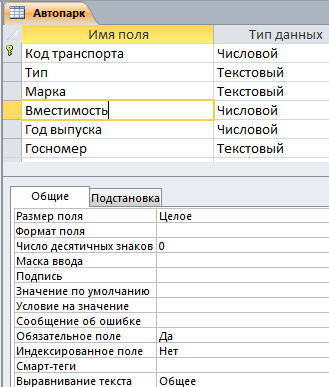 Автопарк
Имя поля Тип данных
Код транспорта Числовой
Тип Текстовый
Марка Текстовый
Вместимость Числовой
Год выпуска Числовой
Госномер Текстовый
Общие Подстановка
Размер поля Целое
Формат поля
Число десятичных знаков 0
Маска ввода
Подпись
Значение по умолчанию
Условие на значение
Сообщение об ошибке
Обязательное поле Да
Индексированное поле Нет
Смарт-теги
Выравнивание текста Общее